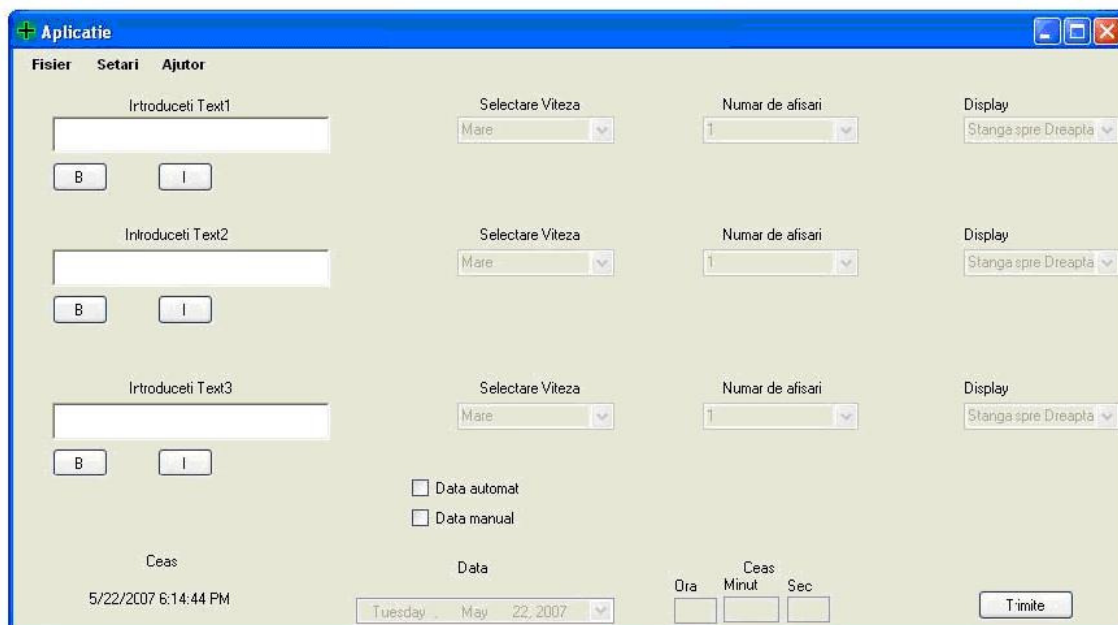 Aplicatie
Fisier Setari Ajutor
Introduceti Text1 Selectare Viteza Numar de afisari Display
Mare 1 Stanga spre Dreapta
B I
Introduceti Text2 Selectare Viteza Numar de afisari Display
Mare 1 Stanga spre Dreapta
B I
Introduceti Text3 Selectare Viteza Numar de afisari Display
Mare 1 Stanga spre Dreapta
B I
Data automat
Data manual
Ceas Data Ceas
Ora Minut Sec
5/22/2007 6:14:44 PM Tuesday , May 22, 2007 Trimite